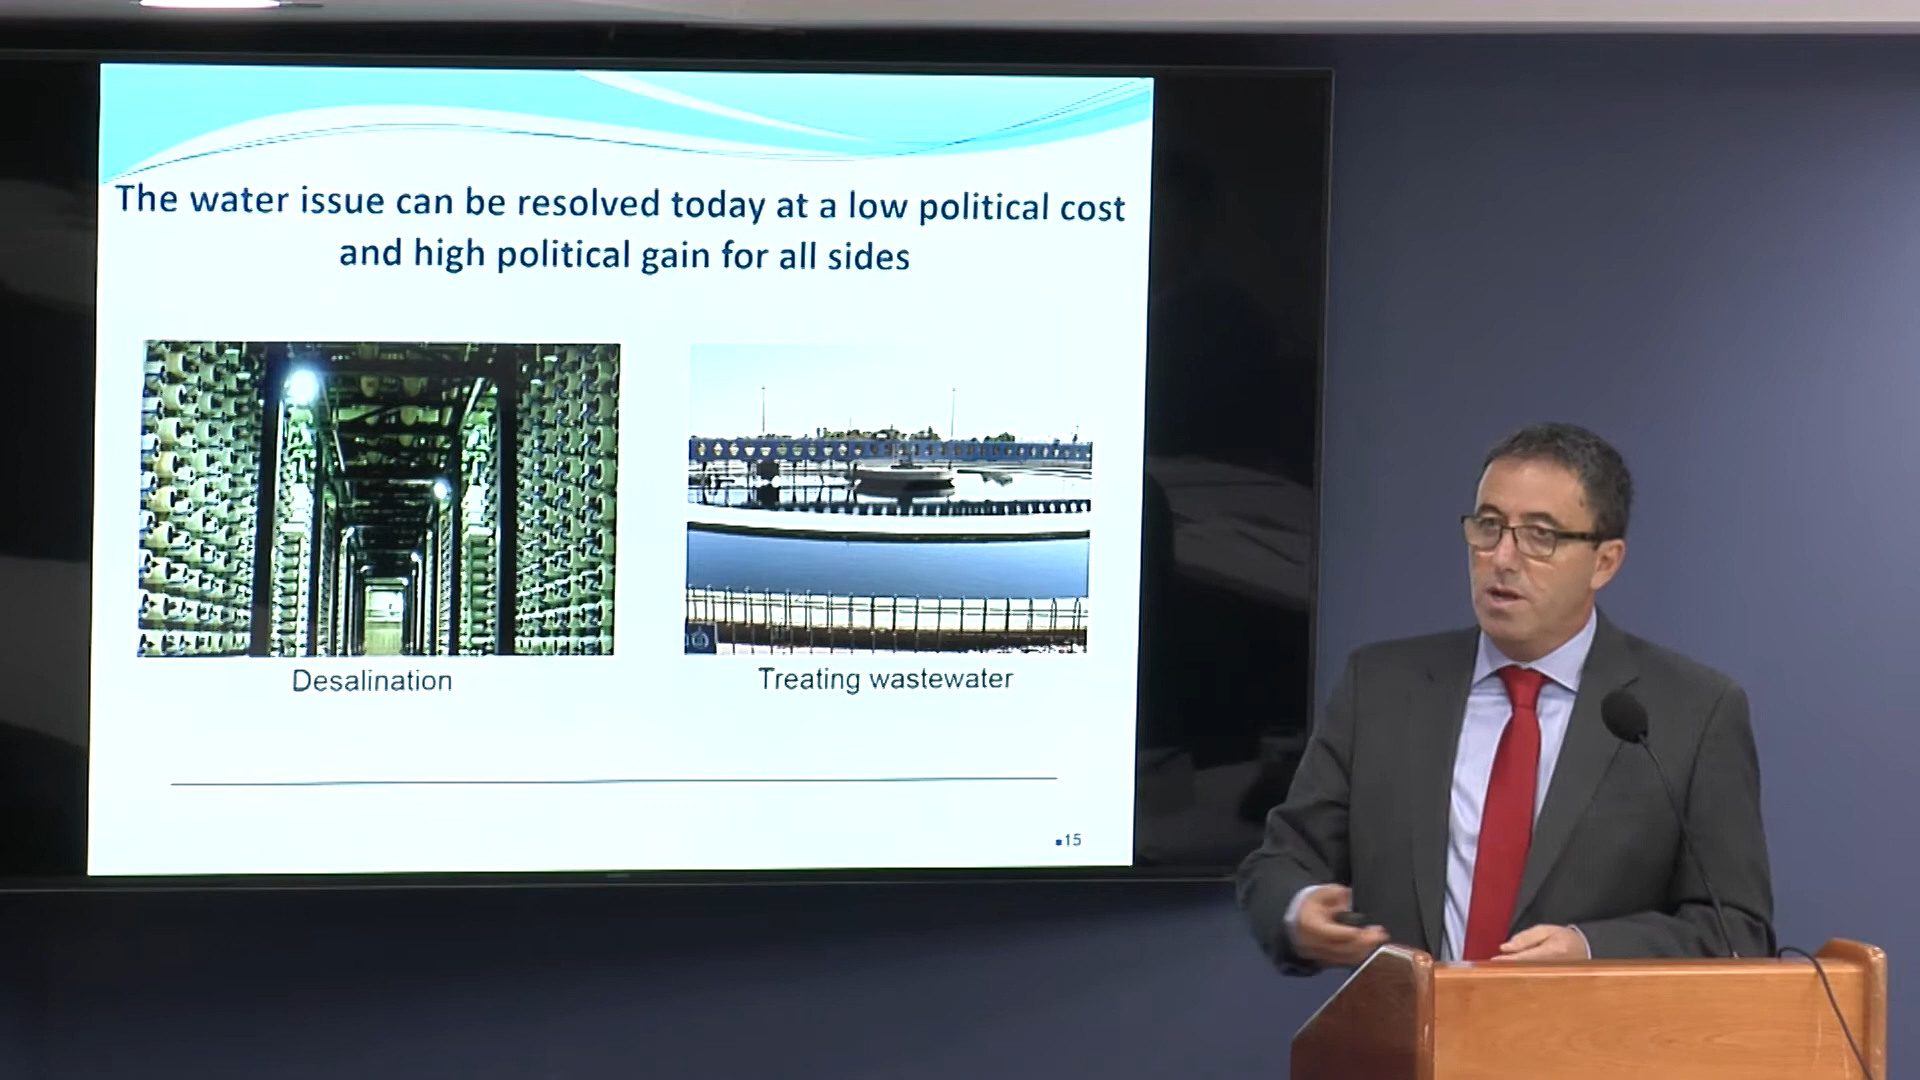 The water issue can be resolved today at a low political cost
and high political gain for all sides
Desalination
Treating wastewater
15